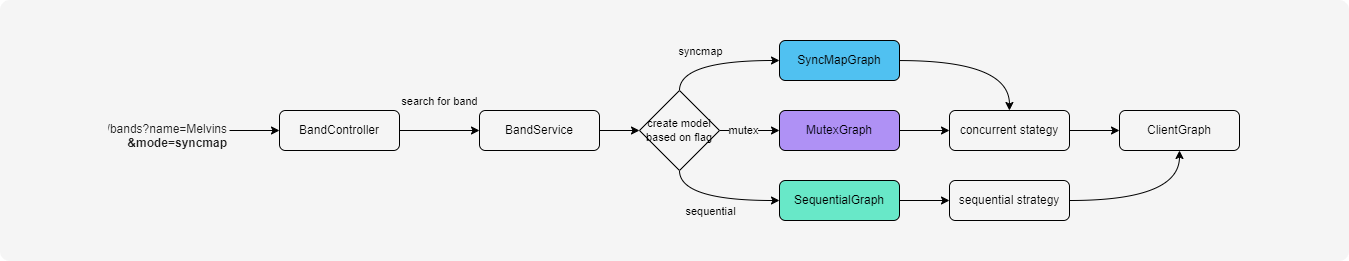 syncmap
SyncMapGraph
search for band
/bands?name=Melvins
&mode=syncmap
BandController
BandService
create model
based on flag
mutex
MutexGraph
concurrent stategy
ClientGraph
sequential
SequentialGraph
sequential strategy